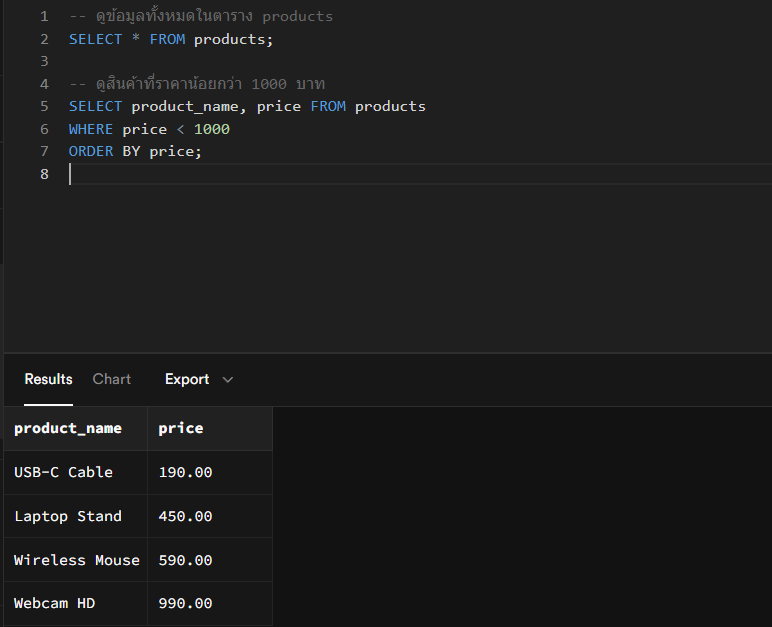 1 -- ดูข้อมูลทั้งหมดในตาราง products
2 SELECT * FROM products;
3
4 -- ดูสินค้าที่ราคาน้อยกว่า 1000 บาท
5 SELECT product_name, price FROM products
6 WHERE price < 1000
7 ORDER BY price;
8
Results Chart Export
product_name price
USB-C Cable 190.00
Laptop Stand 450.00
Wireless Mouse 590.00
Webcam HD 990.00